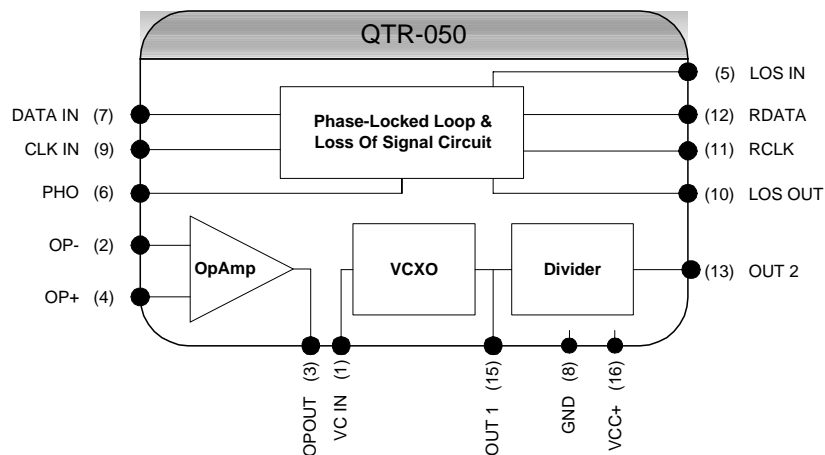 QTR-050
(5) LOS IN
DATA IN (7)
Phase-Locked Loop &
Loss Of Signal Circuit
(12) RDATA
CLK IN (9)
(11) RCLK
PHO (6)
(10) LOS OUT
OP- (2)
OpAmp
VCXO
Divider
(13) OUT 2
OP+ (4)
OPOUT (3)
VC IN (1)
OUT 1 (15)
GND (8)
VCC+ (16)